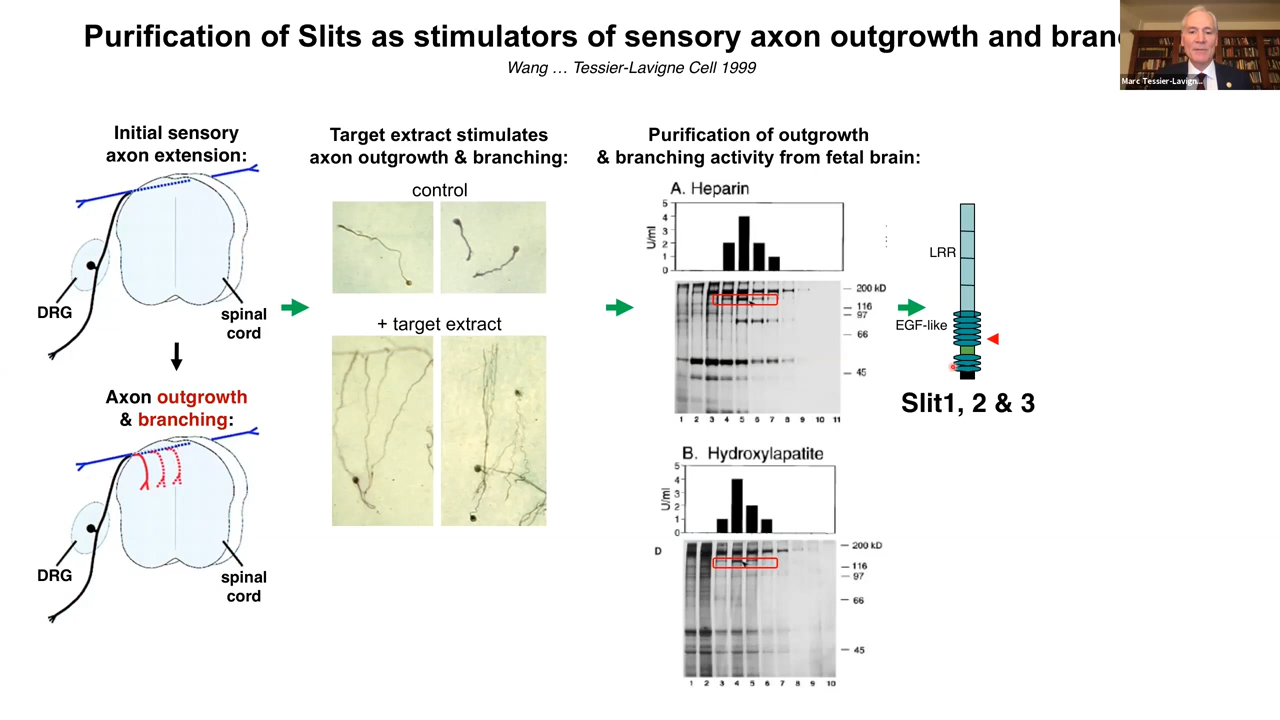 Purification of Slits as stimulators of sensory axon outgrowth and bran
Wang … Tessier-Lavigne Cell 1999
Marc Tessier-Lavign...
Initial sensory
axon extension:
DRG
spinal
cord
Axon outgrowth
& branching:
DRG
spinal
cord
Target extract stimulates
axon outgrowth & branching:
control
+ target extract
Purification of outgrowth
& branching activity from fetal brain:
A. Heparin
U/ml
5
4
3
2
1
0
200 kD
116
97
66
45
1 2 3 4 5 6 7 8 9 10 11
B. Hydroxylapatite
U/ml
5
4
3
2
1
0
D
200 kD
116
97
66
45
1 2 3 4 5 6 7 8 9 10
LRR
EGF-like
Slit1, 2 & 3